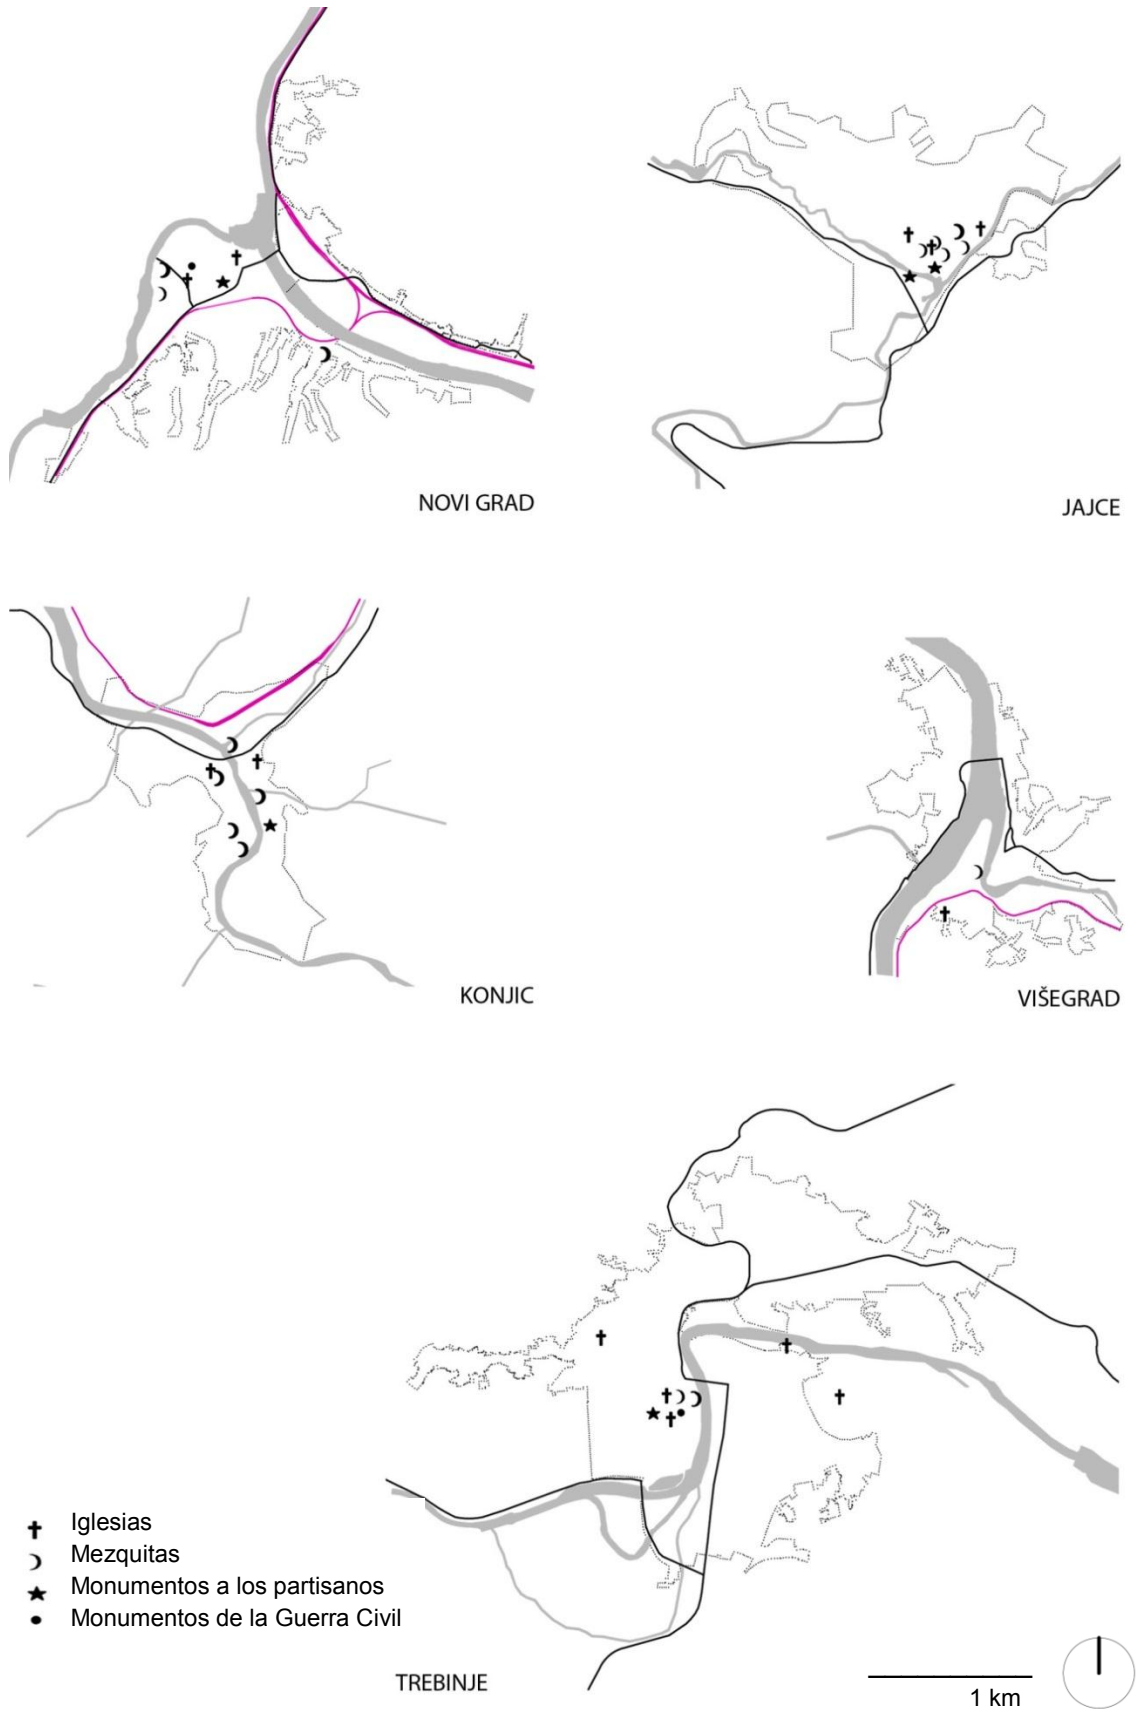 NOVI GRAD
JAJCE
KONJIC
VIŠEGRAD
Iglesias
Mezquitas
Monumentos a los partisanos
Monumentos de la Guerra Civil
TREBINJE
1 km